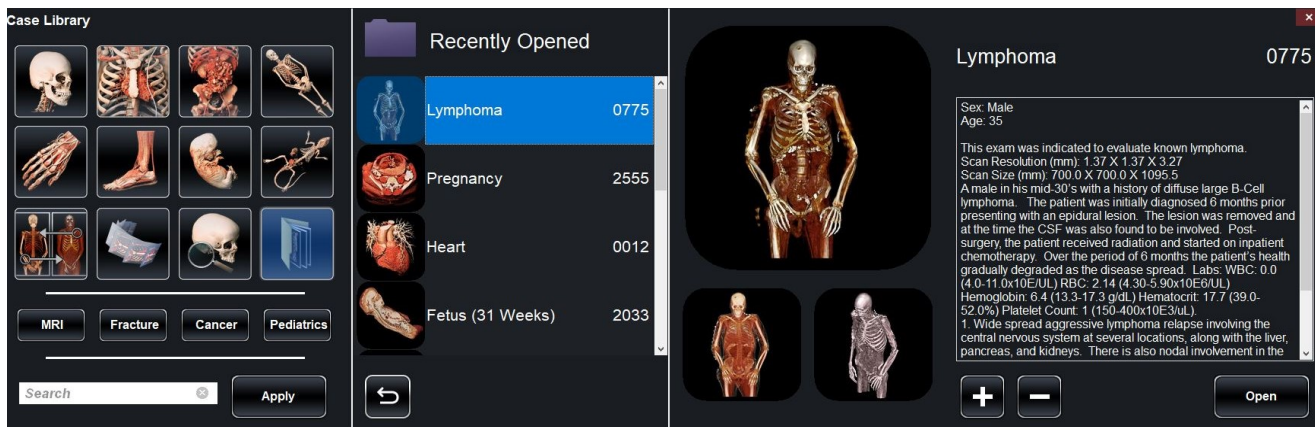 Case Library
MRI
Fracture
Cancer
Pediatrics
Search
Apply
Recently Opened
Lymphoma 0775
Pregnancy 2555
Heart 0012
Fetus (31 Weeks) 2033
Lymphoma 0775
Sex: Male
Age: 35
This exam was indicated to evaluate known lymphoma.
Scan Resolution (mm): 1.37 X 1.37 X 3.27
Scan Size (mm): 700.0 X 700.0 X 1095.5
A male in his mid-30's with a history of diffuse large B-Cell
lymphoma. The patient was initially diagnosed 6 months prior
presenting with an epidural lesion. The lesion was removed and
at the time the CSF was also found to be involved. Post-
surgery, the patient received radiation and started on inpatient
chemotherapy. Over the period of 6 months the patient's health
gradually degraded as the disease spread. Labs: WBC: 0.0
(4.0-11.0x10E/UL) RBC: 2.14 (4.30-5.90x10E6/UL)
Hemoglobin: 6.4 (13.3-17.3 g/dL) Hematocrit: 17.7 (39.0-
52.0%) Platelet Count: 1 (150-400x10E3/uL).
1. Wide spread aggressive lymphoma relapse involving the
central nervous system at several locations, along with the liver,
pancreas, and kidneys. There is also nodal involvement in the
Open